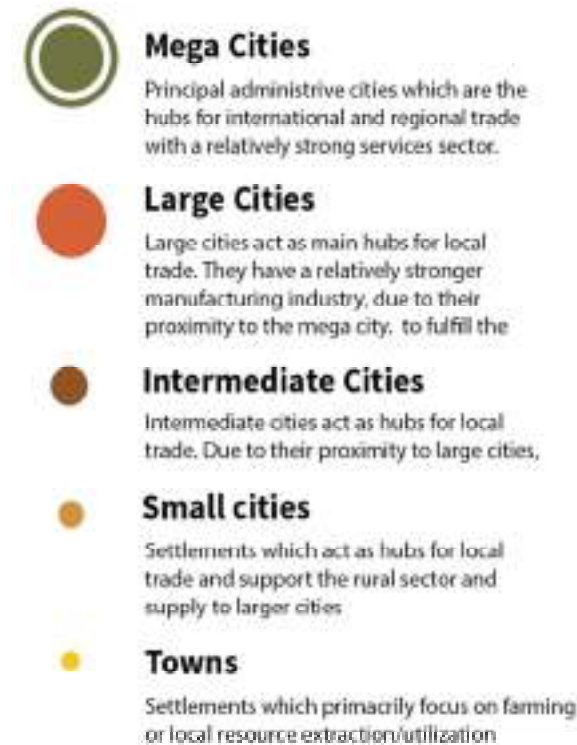 Mega Cities
Principal administrive cities which are the
hubs for international and regional trade
with a relatively strong services sector.
Large Cities
Large cities act as main hubs for local
trade. They have a relatively stronger
manufacturing industry, due to their
proximity to the mega city, to fulfill the
Intermediate Cities
Intermediate cities act as hubs for local
trade. Due to their proximity to large cities,
Small cities
Settlements which act as hubs for local
trade and support the rural sector and
supply to larger cities
Towns
Settlements which primacrily focus on farming
or local resource extraction/utilization